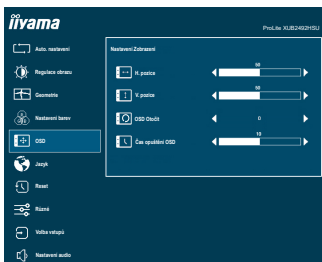 iiyama
ProLite XUB2492HSU
Auto. nastavení
Regulace obrazu
Geometrie
Nastavení barev
OSD
Jazyk
Reset
Různé
Volba vstupů
Nastavení audio
Nastavení Zobrazení
H. pozice
50
V. pozice
50
OSD Otočit
0
Čas opuštění OSD
10